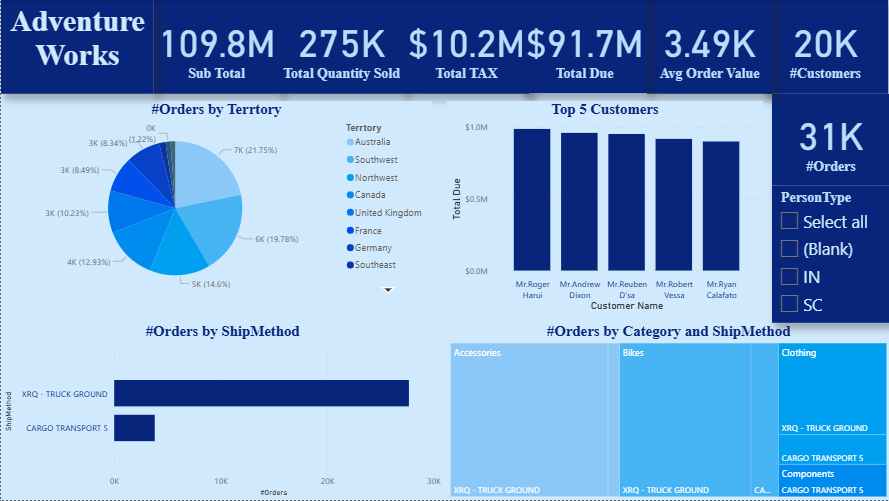 Adventure
Works
109.8M
Sub Total
275K
Total Quantity Sold
$10.2M
Total TAX
$91.7M
Total Due
3.49K
Avg Order Value
20K
#Customers
31K
#Orders
PersonType
Select all
(Blank)
IN
SC
#Orders by Terrtory
0K
(1.22%)
3K (8.34%)
3K (8.49%)
3K (10.23%)
4K (12.93%)
5K (14.6%)
6K (19.78%)
7K (21.75%)
Terrtory
Australia
Southwest
Northwest
Canada
United Kingdom
France
Germany
Southeast
Top 5 Customers
Total Due
$1.0M
$0.5M
$0.0M
Mr.Roger
Harui
Mr.Andrew
Dixon
Mr.Reuben
D'sa
Mr.Robert
Vessa
Mr.Ryan
Calafato
Customer Name
#Orders by ShipMethod
ShipMethod
XRQ - TRUCK GROUND
CARGO TRANSPORT 5
0K
10K
20K
30K
#Orders
#Orders by Category and ShipMethod
Accessories
XRQ - TRUCK GROUND
Bikes
XRQ - TRUCK GROUND
CA...
Clothing
XRQ - TRUCK GROUND
CARGO TRANSPORT 5
Components
CARGO TRANSPORT 5